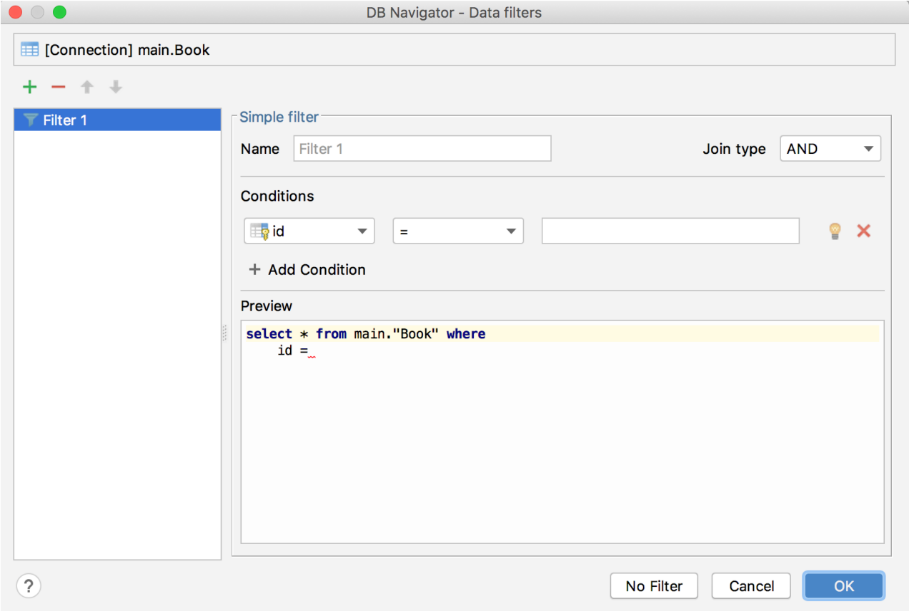 DB Navigator - Data filters
[Connection] main.Book
Filter 1
Simple filter
Name Filter 1 Join type AND
Conditions
id =
+ Add Condition
Preview
select * from main."Book" where
id =
? No Filter Cancel OK